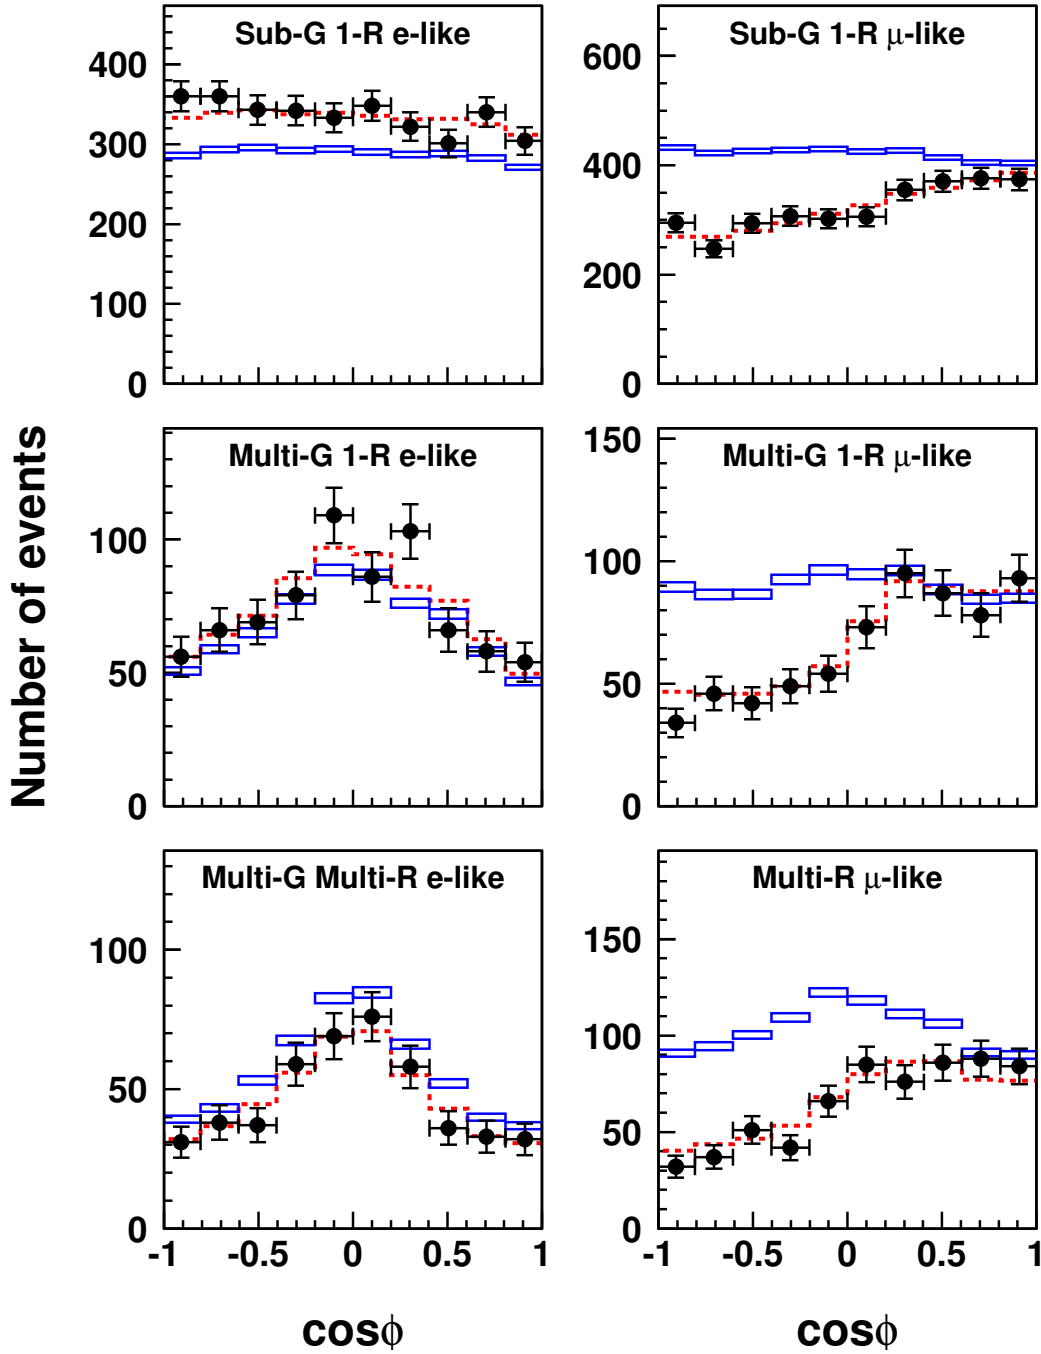 Sub-G 1-R e-like
400
300
200
100
0
Sub-G 1-R μ-like
600
400
200
0
Number of events
Multi-G 1-R e-like
100
50
0
Multi-G 1-R μ-like
150
100
50
0
Multi-G Multi-R e-like
100
50
0
-1 -0.5 0 0.5 1
cosϕ
Multi-R μ-like
150
100
50
0
-1 -0.5 0 0.5 1
cosϕ